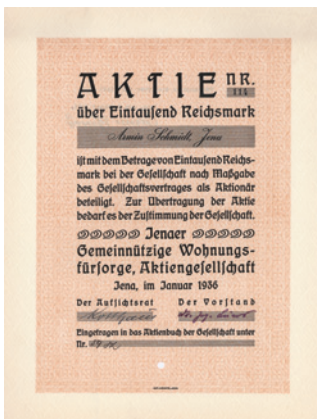 AKTIE NR.
114
über Eintausend Reichsmark
Armin Schmidt, Jena
ist mit dem Betrage von Eintausend Reichs-
mark bei der Gesellschaft nach Maßgabe
des Gesellschaftsvertrages als Aktionär
beteiligt. Zur Übertragung der Aktie
bedarf es der Zustimmung der Gesellschaft.
Jenaer
Gemeinnützige Wohnungs-
fürsorge, Aktiengesellschaft
Jena, im Januar 1936
Der Aufsichtsrat Der Vorstand
Eingetragen in das Aktienbuch der Gesellschaft unter
Nr.